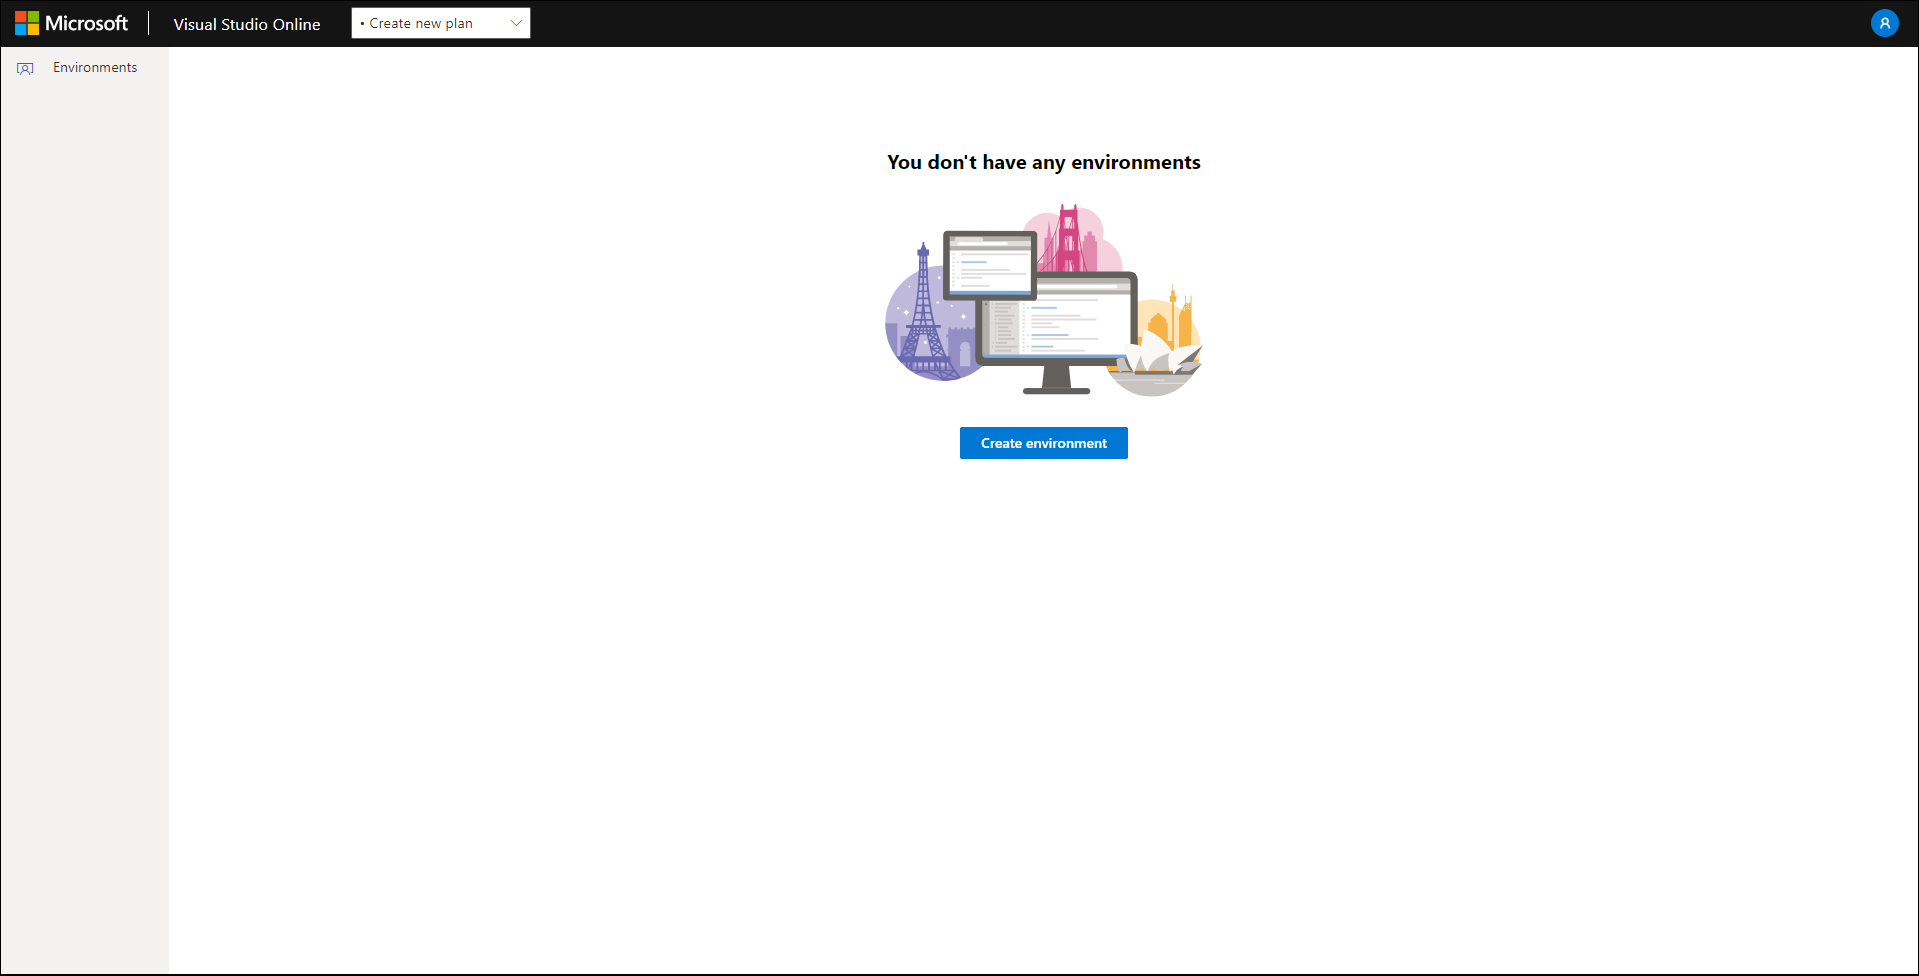 Microsoft
Visual Studio Online
• Create new plan
Environments
You don't have any environments
Create environment